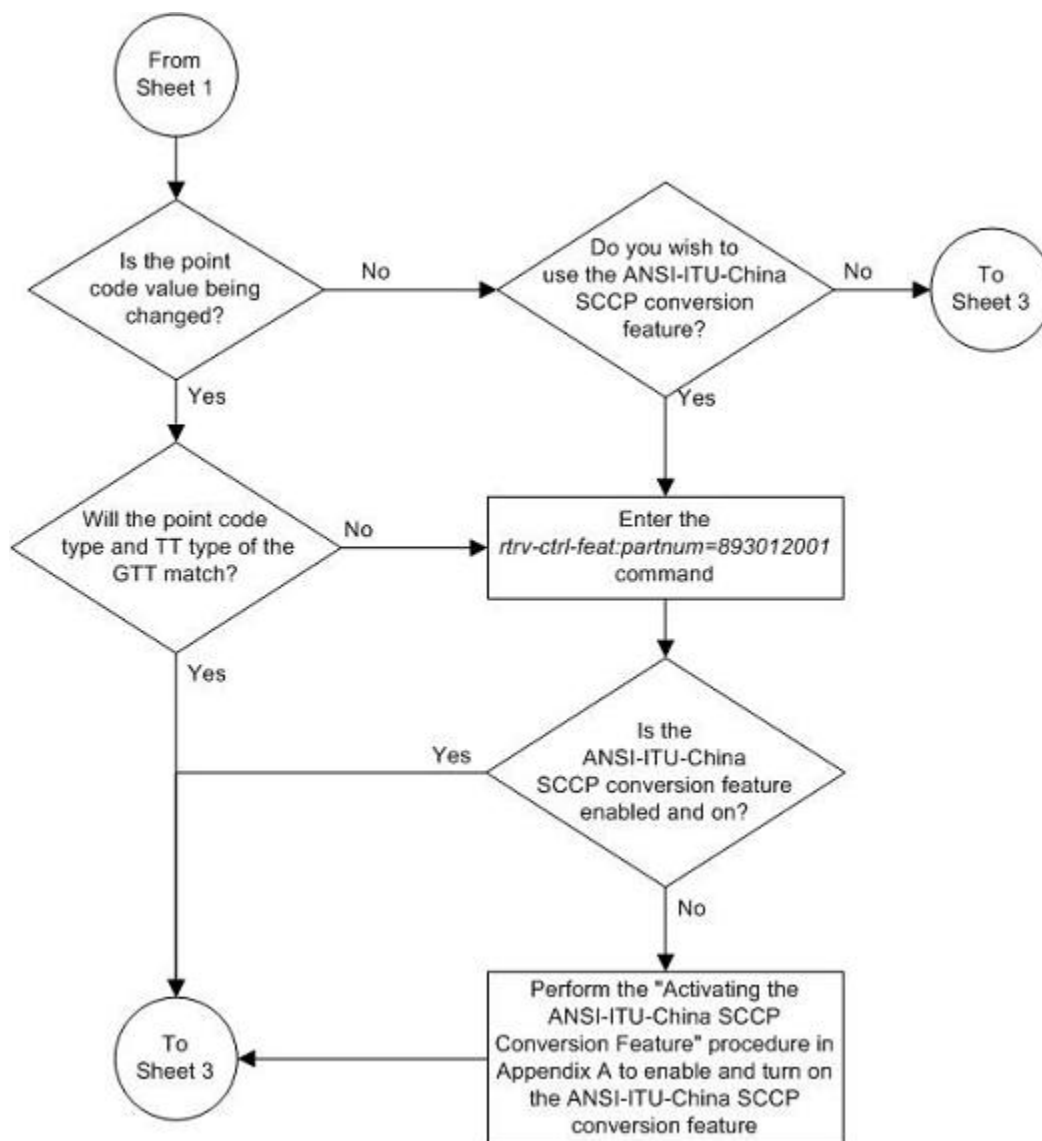 From
Sheet 1
Is the point
code value being
changed?
No
Do you wish to
use the ANSI-ITU-China
SCCP conversion
feature?
No
To
Sheet 3
Yes
Yes
Will the point code
type and TT type of the
GTT match?
No
Enter the
rtrv-ctrl-feat:partnum=893012001
command
Yes
Is the
ANSI-ITU-China
SCCP conversion feature
enabled and on?
Yes
No
Perform the "Activating the
ANSI-ITU-China SCCP
Conversion Feature" procedure in
Appendix A to enable and turn on
the ANSI-ITU-China SCCP
conversion feature
To
Sheet 3